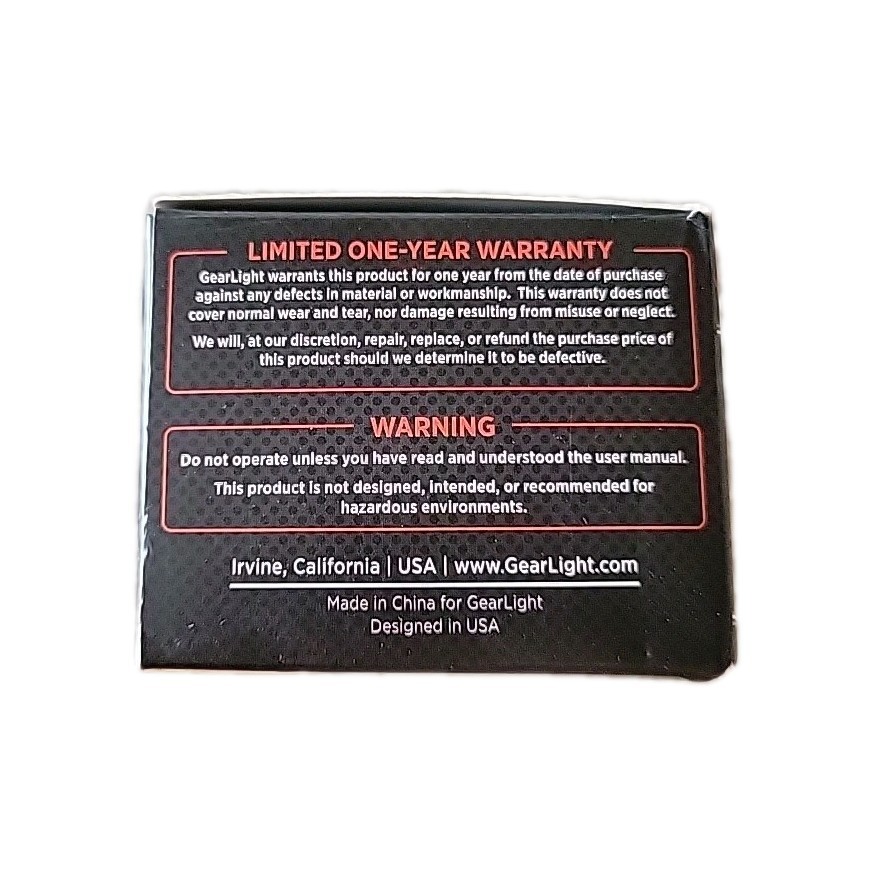 LIMITED ONE-YEAR WARRANTY
GearLight warrants this product for one year from the date of purchase
against any defects in material or workmanship. This warranty does not
cover normal wear and tear, nor damage resulting from misuse or neglect.
We will, at our discretion, repair, replace, or refund the purchase price of
this product should we determine it to be defective.
WARNING
Do not operate unless you have read and understood the user manual.
This product is not designed, intended, or recommended for
hazardous environments.
Irvine, California | USA | www.GearLight.com
Made in China for GearLight
Designed in USA